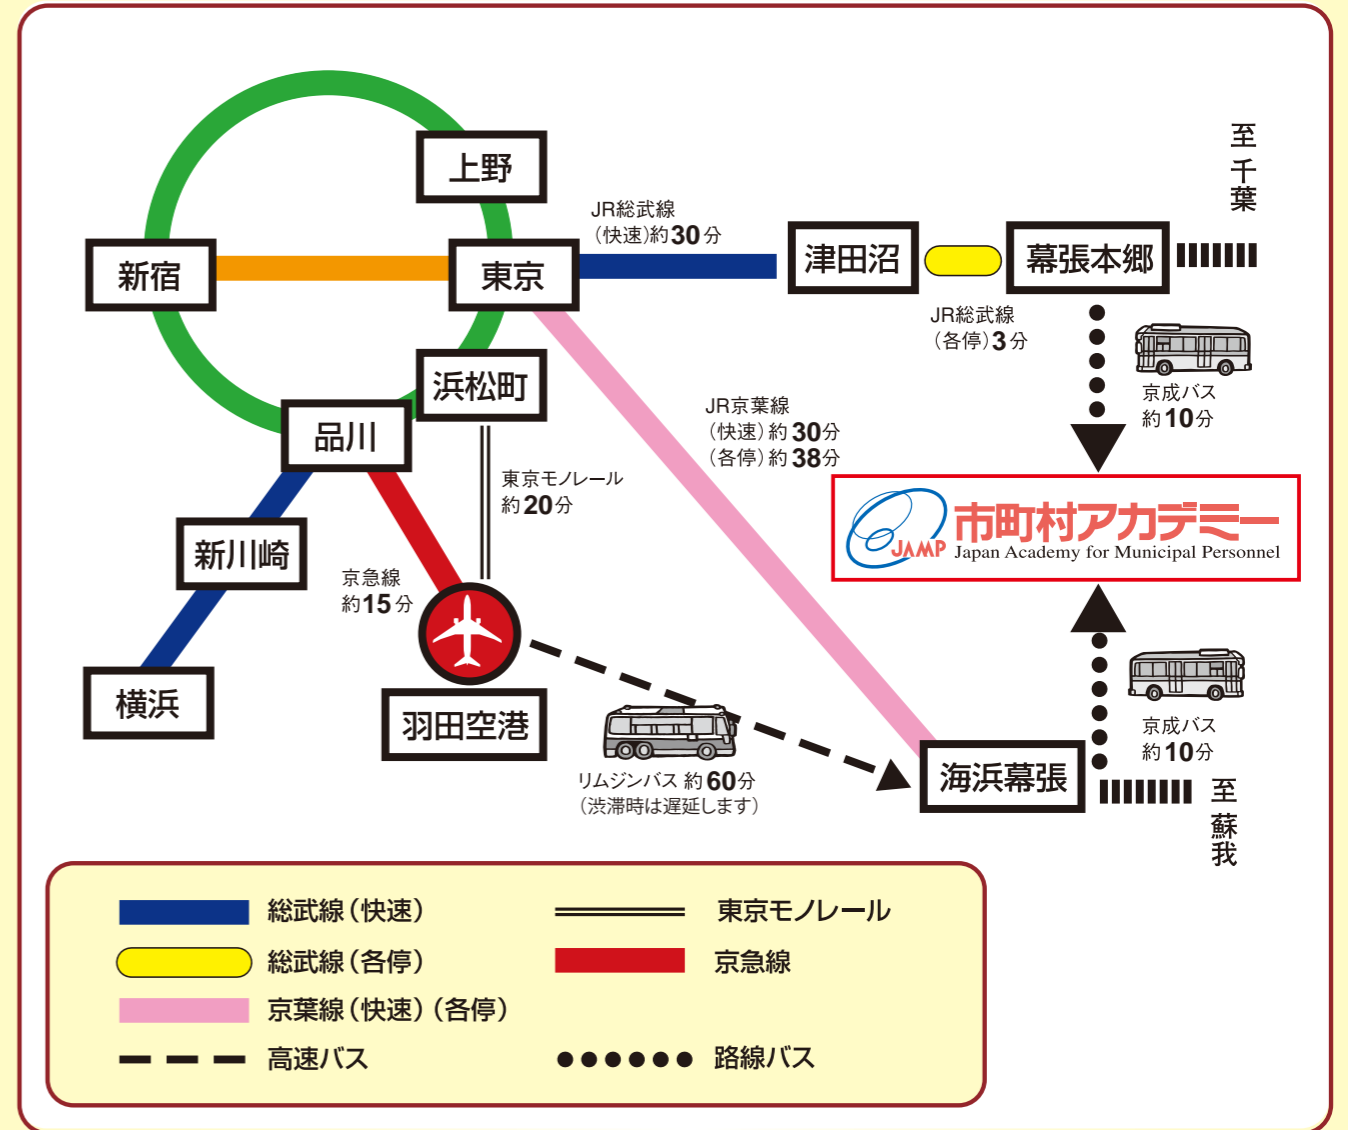 上野
至千葉
JR総武線
（快速）約30分
新宿
東京
津田沼
幕張本郷
JR総武線
（各停）3分
京成バス
約10分
浜松町
品川
JR京葉線
（快速）約30分
（各停）約38分
東京モノレール
約20分
市町村アカデミー
JAMP
Japan Academy for Municipal Personnel
新川崎
京急線
約15分
横浜
羽田空港
リムジンバス 約60分
（渋滞時は遅延します）
海浜幕張
京成バス
約10分
至蘇我
総武線（快速）
東京モノレール
総武線（各停）
京急線
京葉線（快速）（各停）
高速バス
路線バス